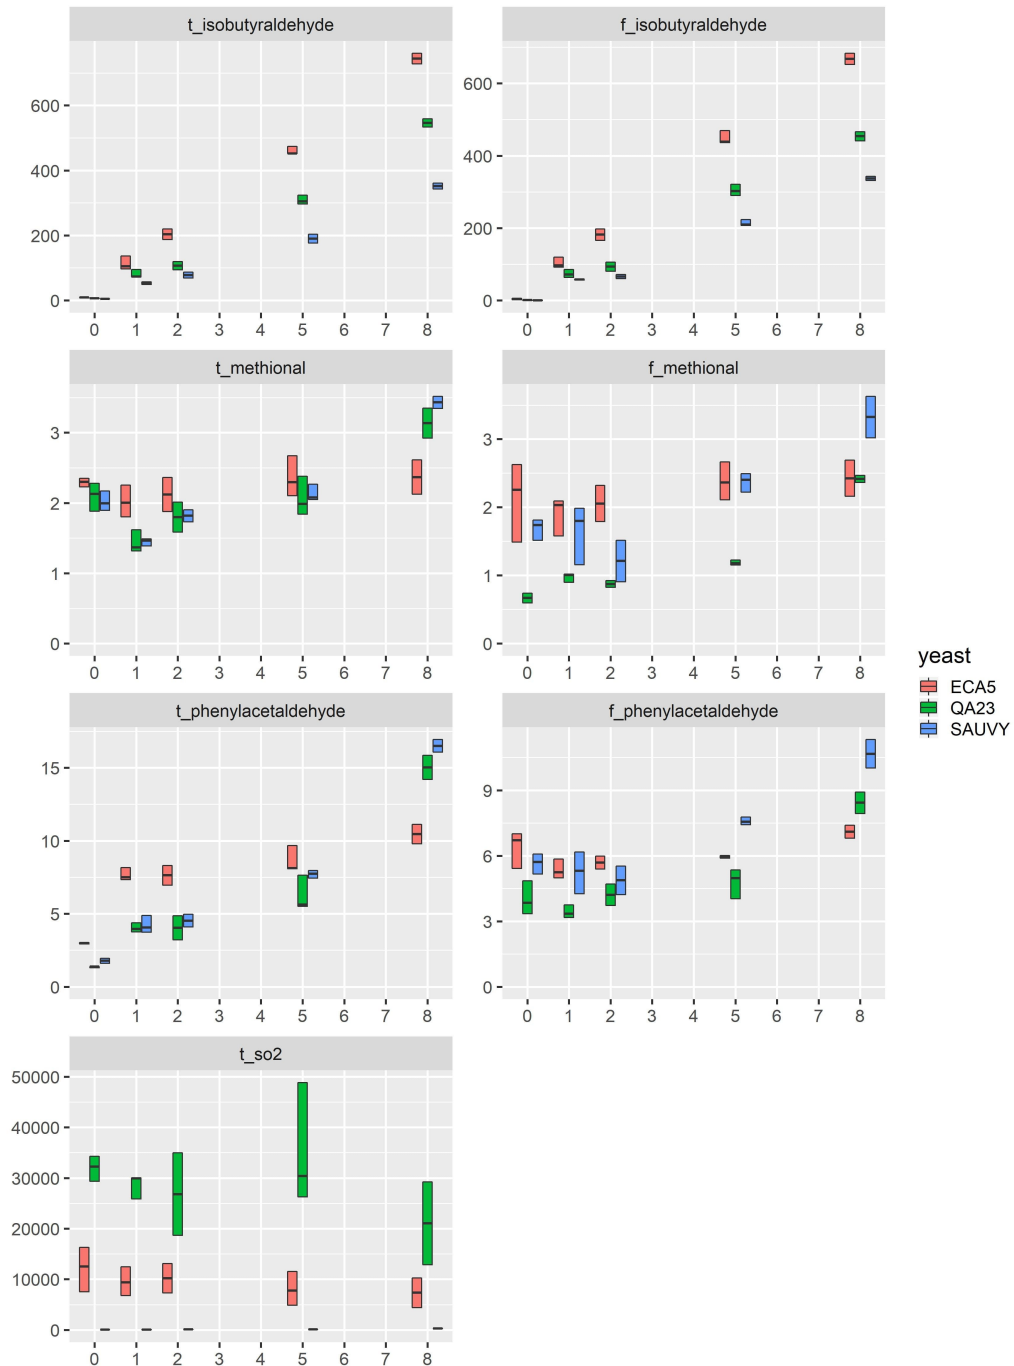 t_isobutyraldehyde
600
400
200
0
0 1 2 3 4 5 6 7 8
f_isobutyraldehyde
600
400
200
0
0 1 2 3 4 5 6 7 8
t_methional
3
2
1
0
0 1 2 3 4 5 6 7 8
f_methional
3
2
1
0
0 1 2 3 4 5 6 7 8
t_phenylacetaldehyde
15
10
5
0
0 1 2 3 4 5 6 7 8
f_phenylacetaldehyde
9
6
3
0
0 1 2 3 4 5 6 7 8
t_so2
50000
40000
30000
20000
10000
0
0 1 2 3 4 5 6 7 8
yeast
ECA5
QA23
SAUVY